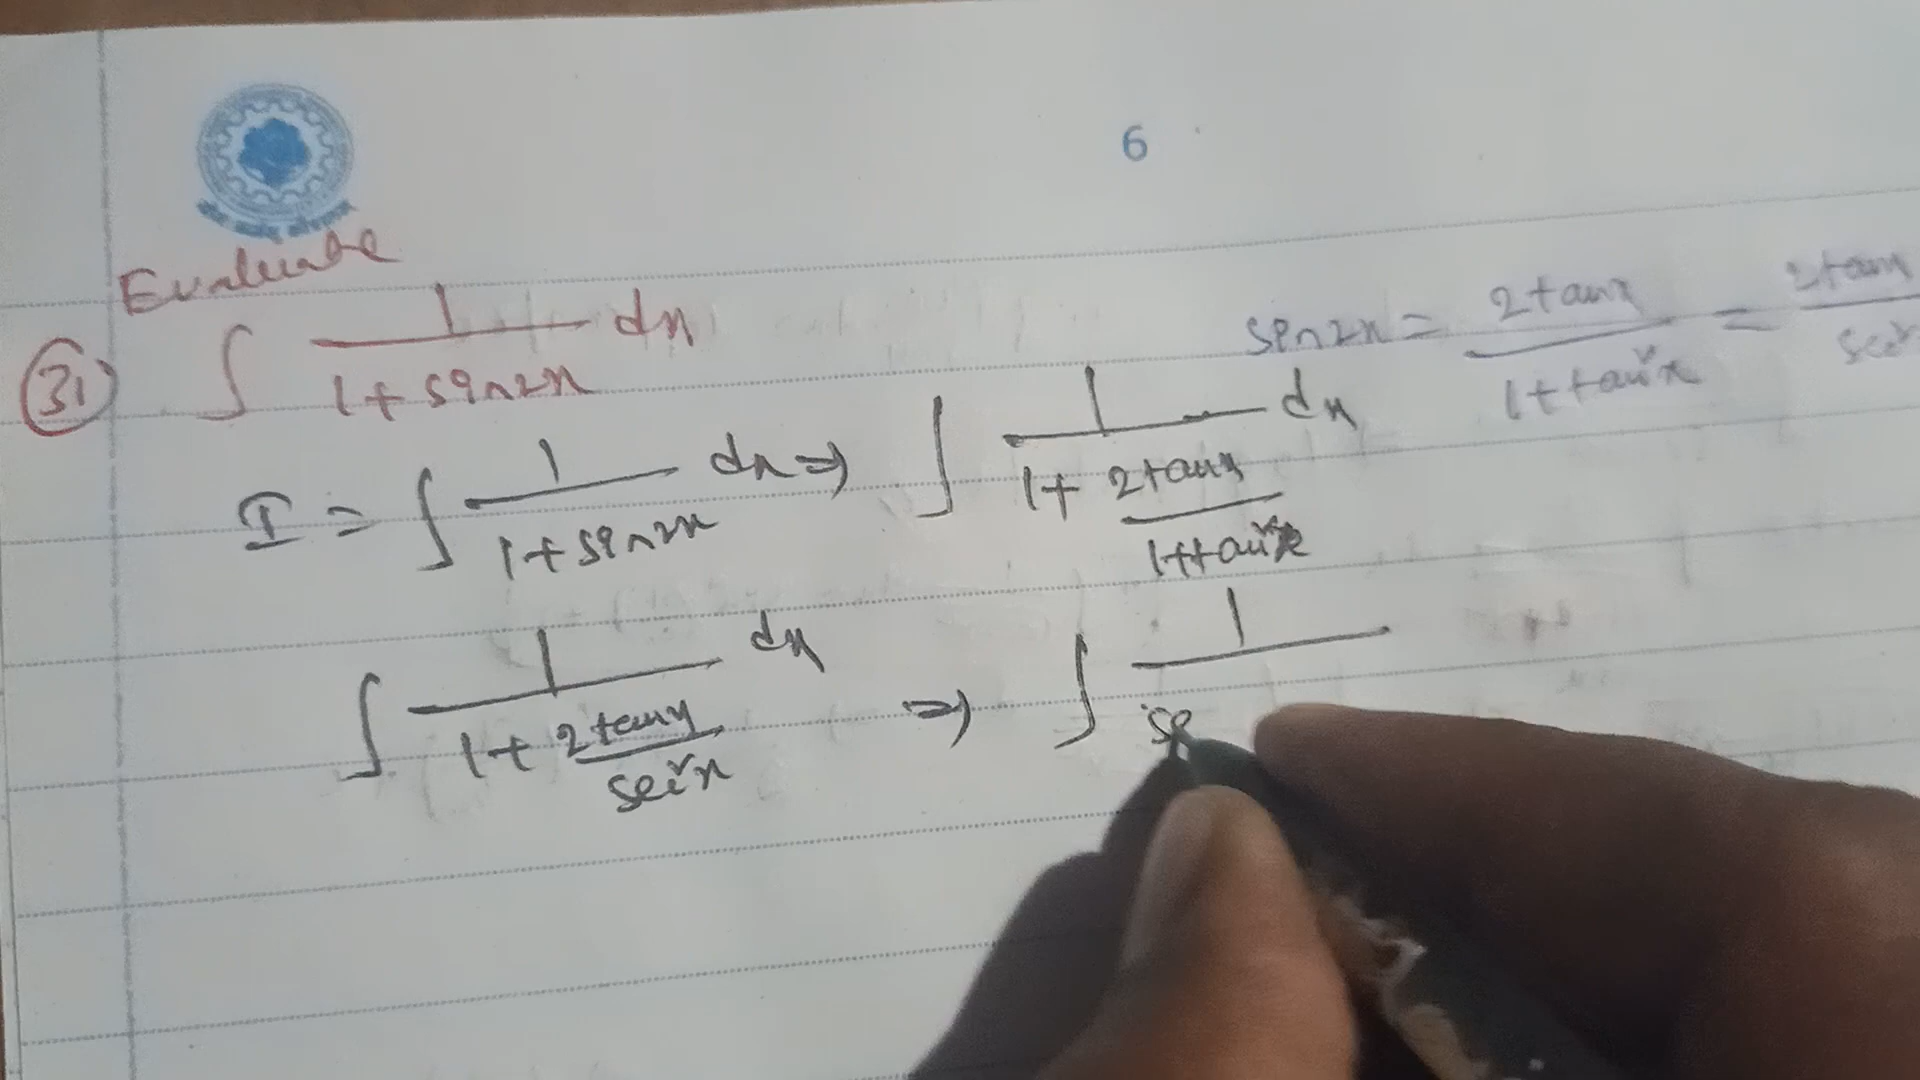 6
Evaluate
31 ∫ 1/(1+sin2x) dx
sin2x = 2tanx/(1+tan²x) = 2tanx/sec²
I = ∫ 1/(1+sin2x) dx ⇒ ∫ 1/(1+ 2tanx/(1+tan²x)) dx
∫ 1/(1+ 2tanx/sec²x) dx ⇒ ∫ 1/se